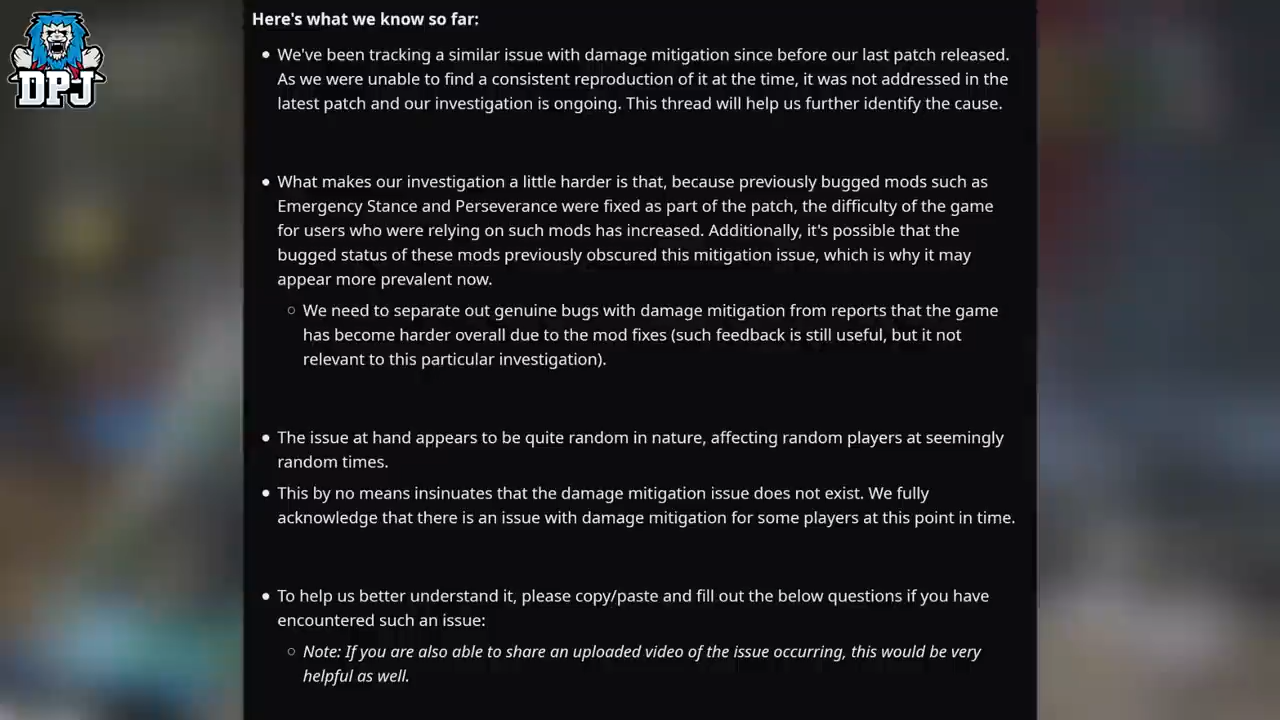 DPJ
Here's what we know so far:
• We've been tracking a similar issue with damage mitigation since before our last patch released.
As we were unable to find a consistent reproduction of it at the time, it was not addressed in the
latest patch and our investigation is ongoing. This thread will help us further identify the cause.
• What makes our investigation a little harder is that, because previously bugged mods such as
Emergency Stance and Perseverance were fixed as part of the patch, the difficulty of the game
for users who were relying on such mods has increased. Additionally, it's possible that the
bugged status of these mods previously obscured this mitigation issue, which is why it may
appear more prevalent now.
○ We need to separate out genuine bugs with damage mitigation from reports that the game
has become harder overall due to the mod fixes (such feedback is still useful, but it not
relevant to this particular investigation).
• The issue at hand appears to be quite random in nature, affecting random players at seemingly
random times.
• This by no means insinuates that the damage mitigation issue does not exist. We fully
acknowledge that there is an issue with damage mitigation for some players at this point in time.
• To help us better understand it, please copy/paste and fill out the below questions if you have
encountered such an issue:
○ Note: If you are also able to share an uploaded video of the issue occurring, this would be very
helpful as well.